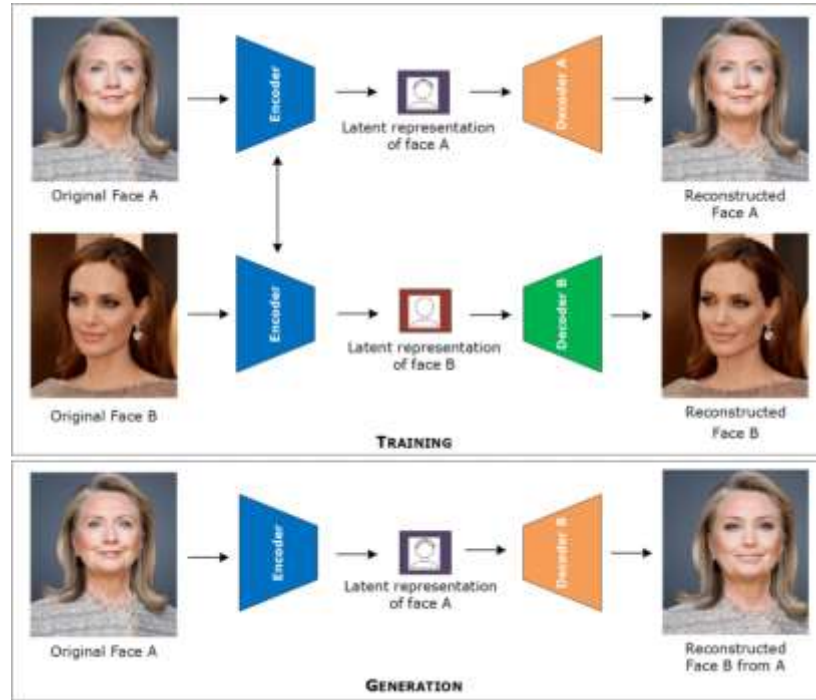 Encoder
Decoder A
Latent representation
of face A
Original Face A
Reconstructed
Face A
Encoder
Decoder B
Latent representation
of face B
Original Face B
Reconstructed
Face B
TRAINING
Encoder
Decoder B
Latent representation
of face A
Original Face A
Reconstructed
Face B from A
GENERATION